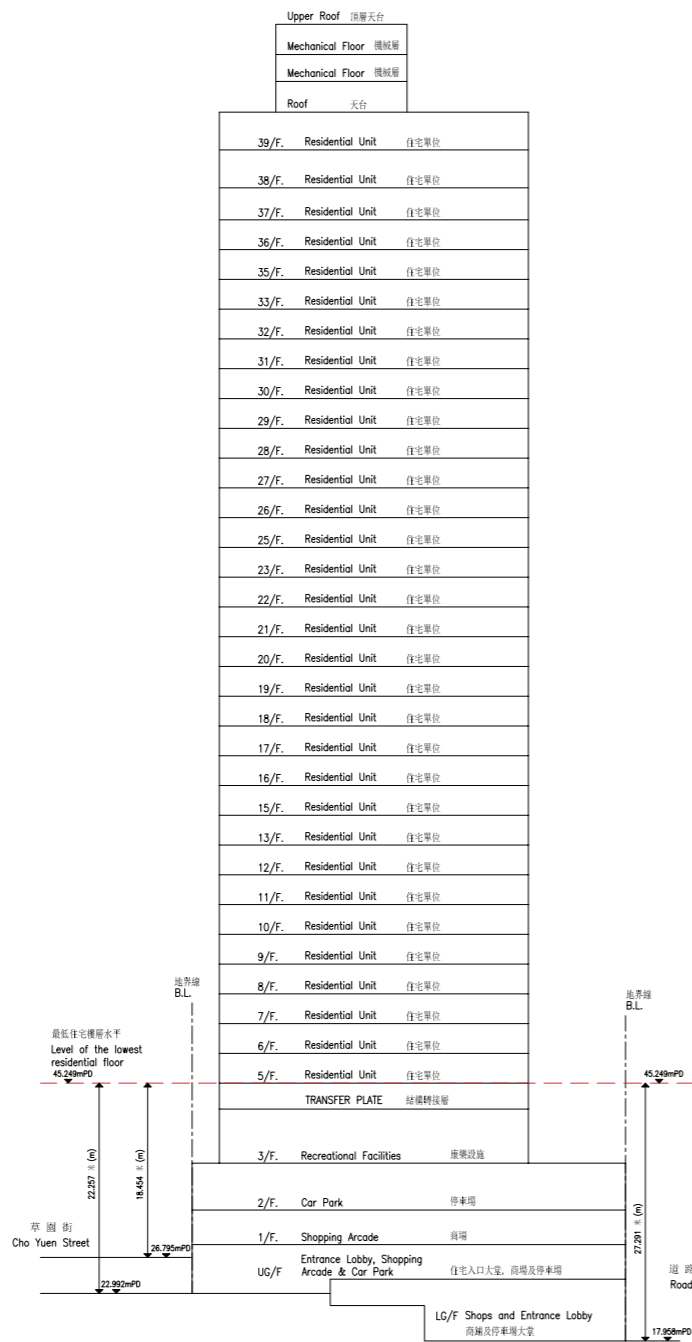 Upper Roof 頂層天台
Mechanical Floor 機械層
Mechanical Floor 機械層
Roof 天台
39/F. Residential Unit 住宅單位
38/F. Residential Unit 住宅單位
37/F. Residential Unit 住宅單位
36/F. Residential Unit 住宅單位
35/F. Residential Unit 住宅單位
33/F. Residential Unit 住宅單位
32/F. Residential Unit 住宅單位
31/F. Residential Unit 住宅單位
30/F. Residential Unit 住宅單位
29/F. Residential Unit 住宅單位
28/F. Residential Unit 住宅單位
27/F. Residential Unit 住宅單位
26/F. Residential Unit 住宅單位
25/F. Residential Unit 住宅單位
23/F. Residential Unit 住宅單位
22/F. Residential Unit 住宅單位
21/F. Residential Unit 住宅單位
20/F. Residential Unit 住宅單位
19/F. Residential Unit 住宅單位
18/F. Residential Unit 住宅單位
17/F. Residential Unit 住宅單位
16/F. Residential Unit 住宅單位
15/F. Residential Unit 住宅單位
13/F. Residential Unit 住宅單位
12/F. Residential Unit 住宅單位
11/F. Residential Unit 住宅單位
10/F. Residential Unit 住宅單位
9/F. Residential Unit 住宅單位
8/F. Residential Unit 住宅單位
7/F. Residential Unit 住宅單位
6/F. Residential Unit 住宅單位
5/F. Residential Unit 住宅單位
TRANSFER PLATE 結構轉接層
3/F. Recreational Facilities 康樂設施
2/F. Car Park 停車場
1/F. Shopping Arcade 商場
UG/F Entrance Lobby, Shopping
Arcade & Car Park 住宅入口大堂, 商場及停車場
LG/F Shops and Entrance Lobby
商鋪及停車場大堂
地界線
B.L.
地界線
B.L.
最低住宅樓層水平
Level of the lowest
residential floor
45.249mPD
45.249mPD
22.257 米 (m)
18.454 米 (m)
27.291 米 (m)
草園街
Cho Yuen Street
26.795mPD
22.992mPD
道路
Road
17.958mPD